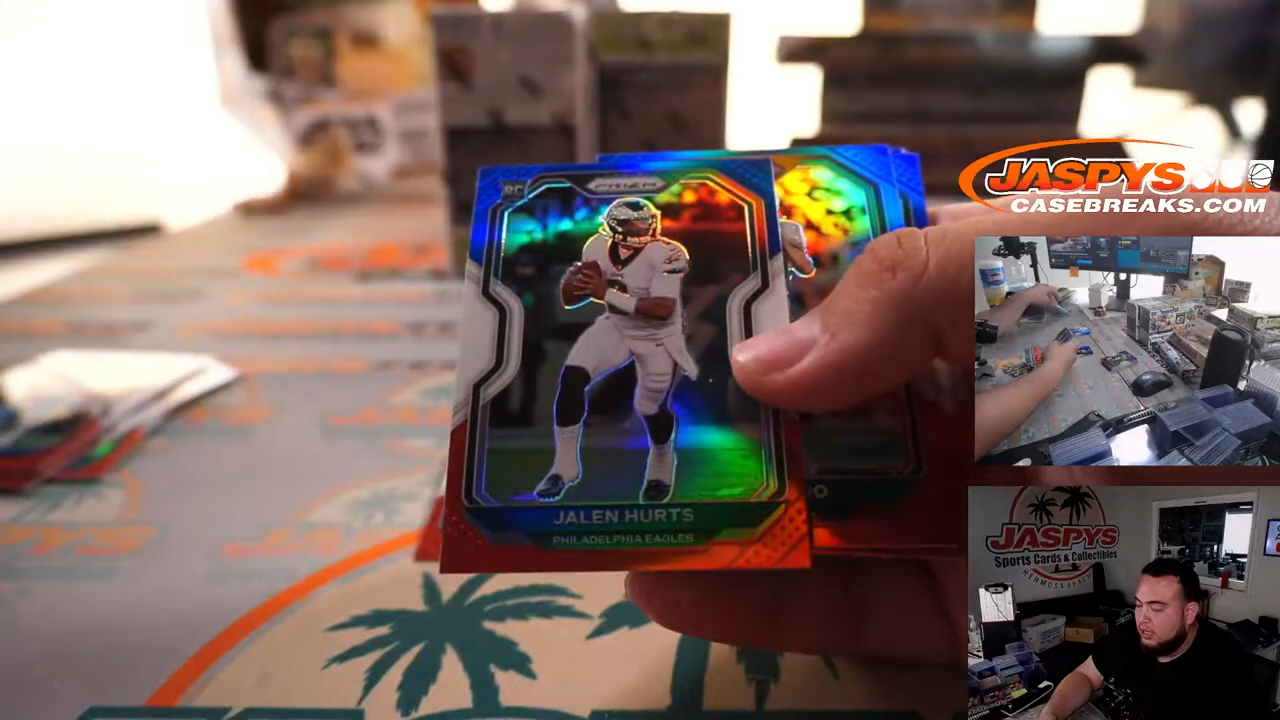 RC
PRIZM
JALEN HURTS
PHILADELPHIA EAGLES
JASPYS
CASEBREAKS.COM
JASPYS
Sports Cards & Collectibles
HERMOSA BEACH